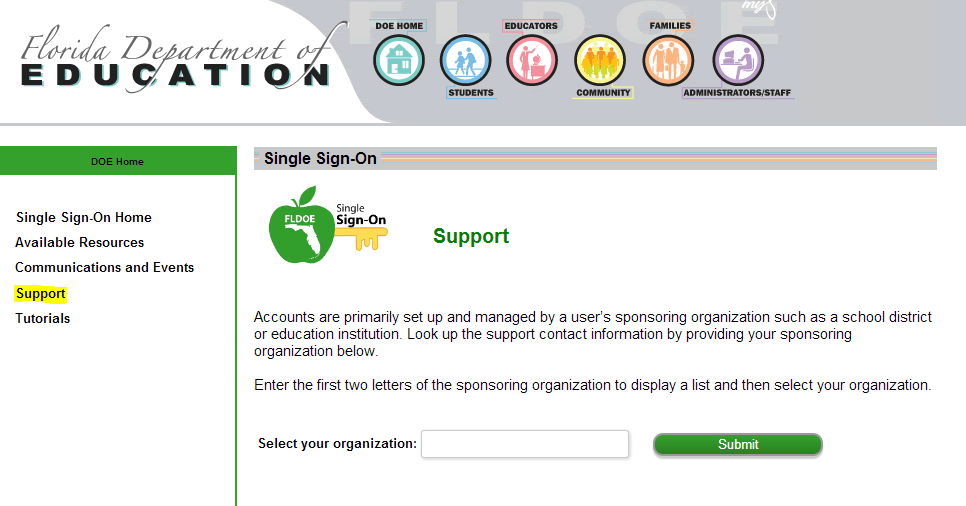 Florida Department of
EDUCATION
FLDOE
my
DOE HOME
EDUCATORS
FAMILIES
STUDENTS
COMMUNITY
ADMINISTRATORS/STAFF
DOE Home
Single Sign-On Home
Available Resources
Communications and Events
Support
Tutorials
Single Sign-On
FLDOE
Single
Sign-On
Support
Accounts are primarily set up and managed by a user's sponsoring organization such as a school district
or education institution. Look up the support contact information by providing your sponsoring
organization below.
Enter the first two letters of the sponsoring organization to display a list and then select your organization.
Select your organization:
Submit